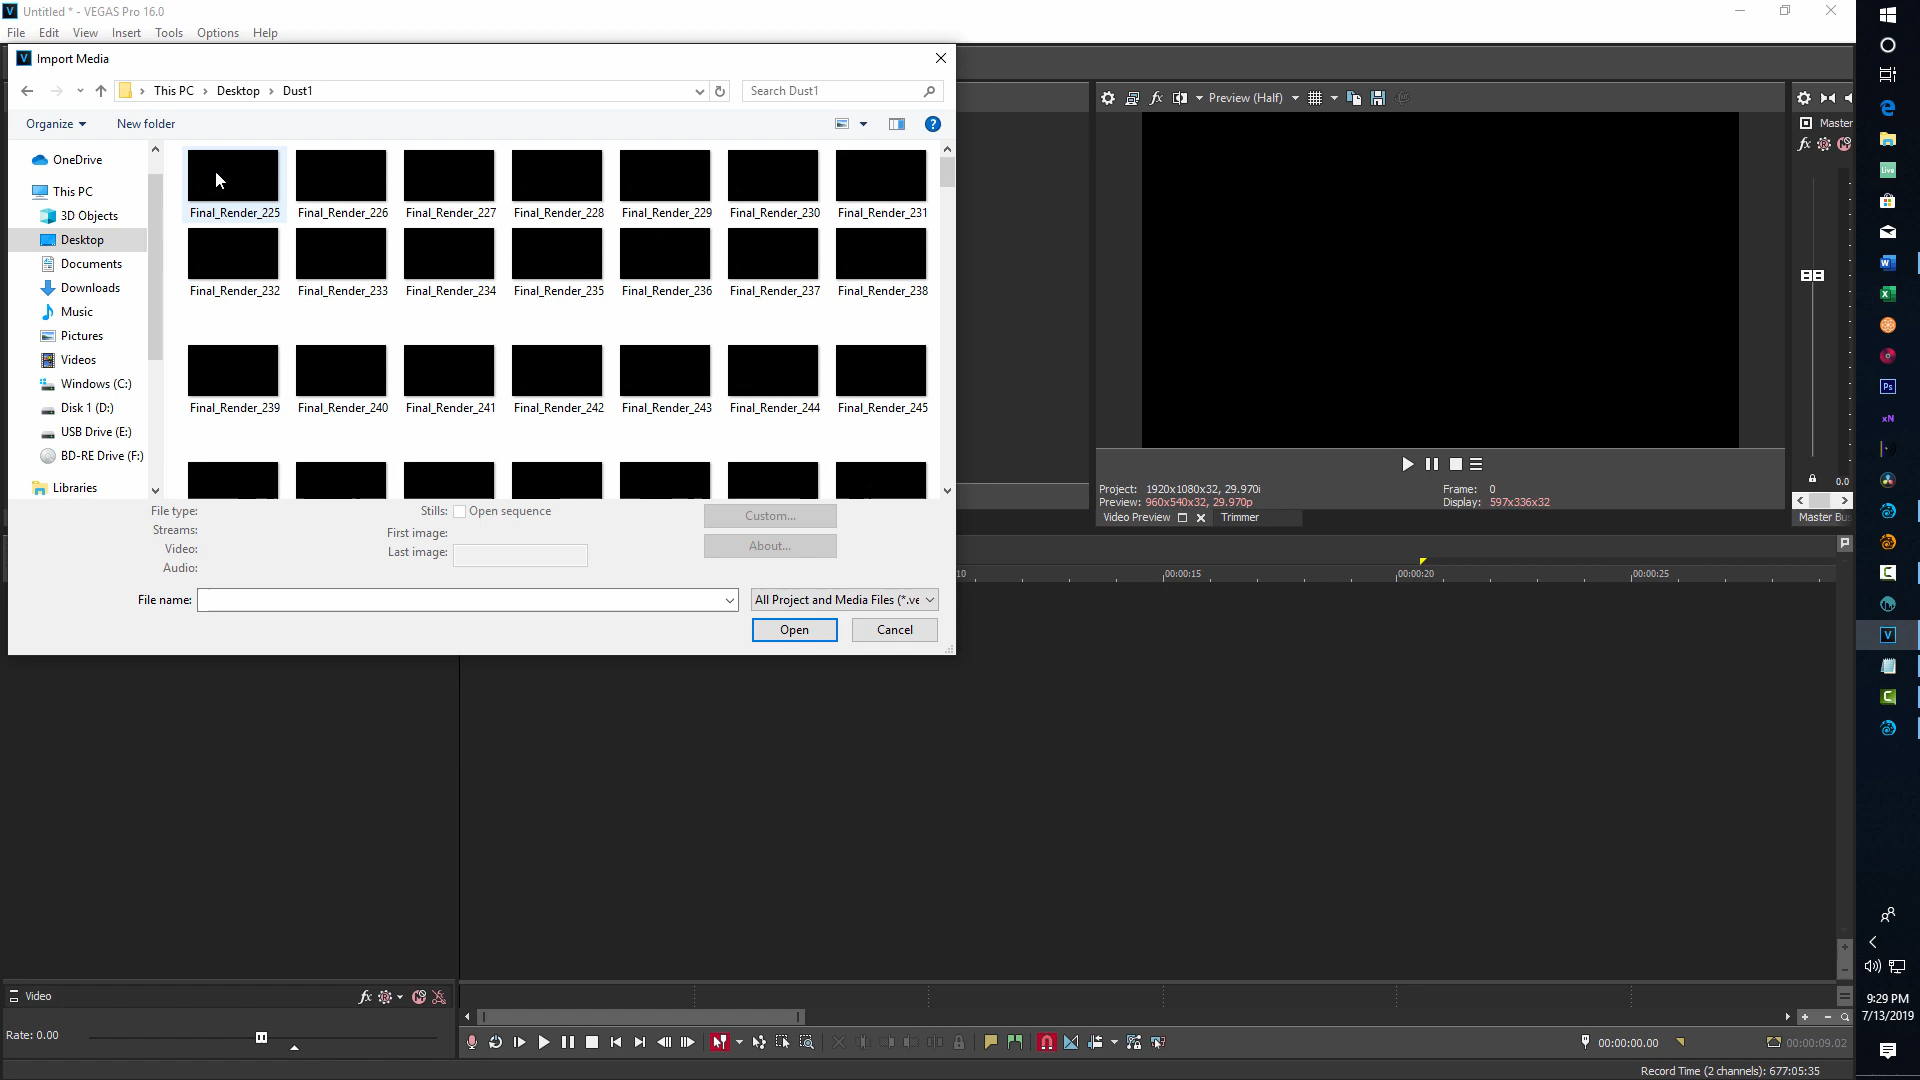 Untitled * - VEGAS Pro 16.0
File Edit View Insert Tools Options Help
Import Media
This PC > Desktop > Dust1
Search Dust1
Organize
New folder
OneDrive
This PC
3D Objects
Desktop
Documents
Downloads
Music
Pictures
Videos
Windows (C:)
Disk 1 (D:)
USB Drive (E:)
BD-RE Drive (F:)
Libraries
Final_Render_225 Final_Render_226 Final_Render_227 Final_Render_228 Final_Render_229 Final_Render_230 Final_Render_231
Final_Render_232 Final_Render_233 Final_Render_234 Final_Render_235 Final_Render_236 Final_Render_237 Final_Render_238
Final_Render_239 Final_Render_240 Final_Render_241 Final_Render_242 Final_Render_243 Final_Render_244 Final_Render_245
File type:
Streams:
Video:
Audio:
Stills: Open sequence
First image:
Last image:
Custom...
About...
File name:
All Project and Media Files (*.ve
Open
Cancel
Preview (Half)
Master
0.0
Project: 1920x1080x32, 29.970i
Preview: 960x540x32, 29.970p
Frame: 0
Display: 597x336x32
Video Preview
Trimmer
Master Bus
10 00:00:15 00:00:20 00:00:25
Video
Rate: 0.00
00:00:00.00
00:00:09.02
Record Time (2 channels): 677:05:35
9:29 PM
7/13/2019